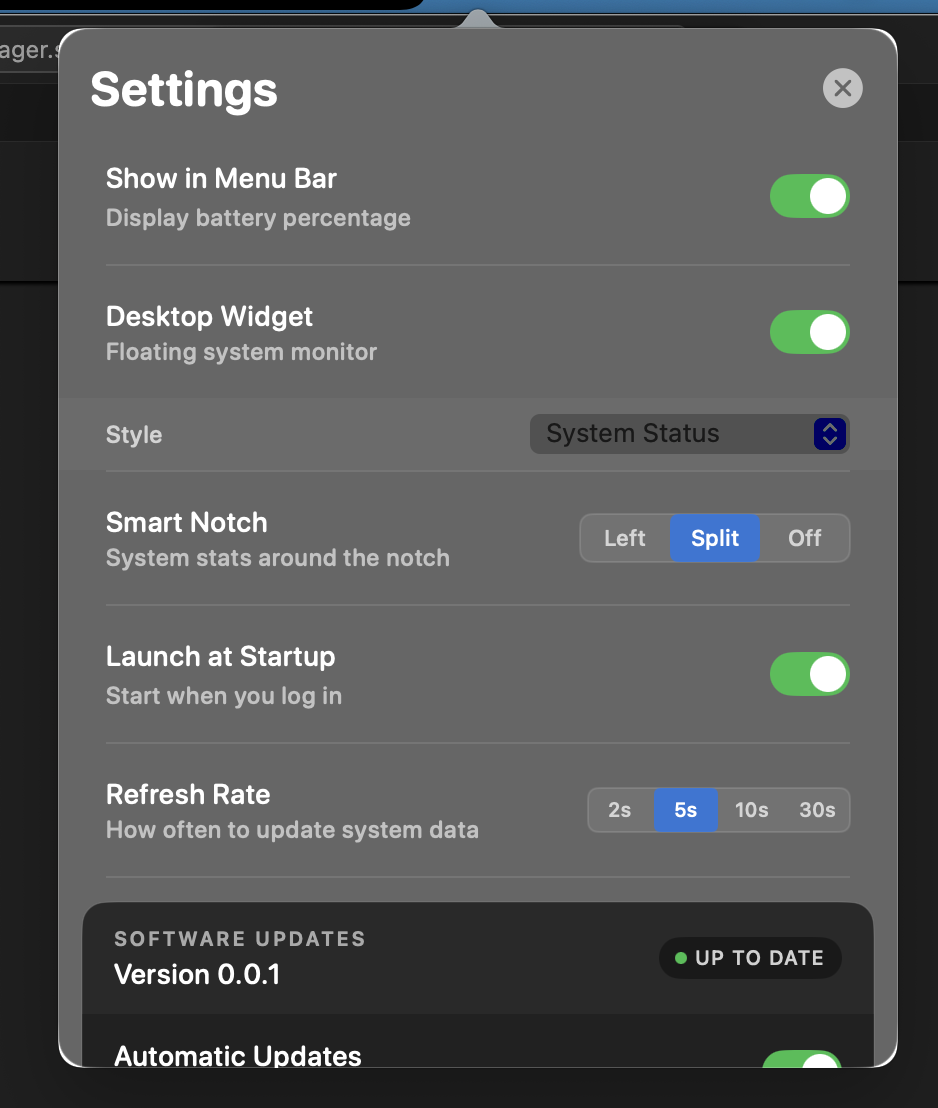 ager.s
Settings
Show in Menu Bar
Display battery percentage
Desktop Widget
Floating system monitor
Style
System Status
Smart Notch
System stats around the notch
Left
Split
Off
Launch at Startup
Start when you log in
Refresh Rate
How often to update system data
2s
5s
10s
30s
SOFTWARE UPDATES
Version 0.0.1
UP TO DATE
Automatic Updates